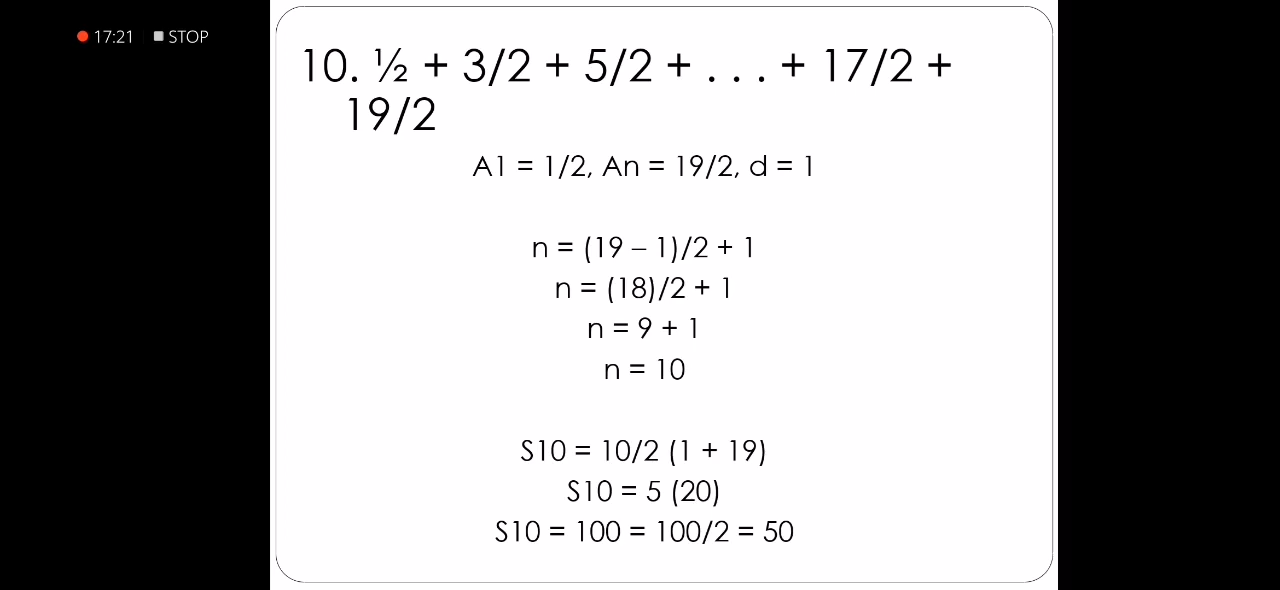 17:21 STOP
10. ½ + 3/2 + 5/2 + . . . + 17/2 +
19/2
A1 = 1/2, An = 19/2, d = 1
n = (19 – 1)/2 + 1
n = (18)/2 + 1
n = 9 + 1
n = 10
S10 = 10/2 (1 + 19)
S10 = 5 (20)
S10 = 100 = 100/2 = 50